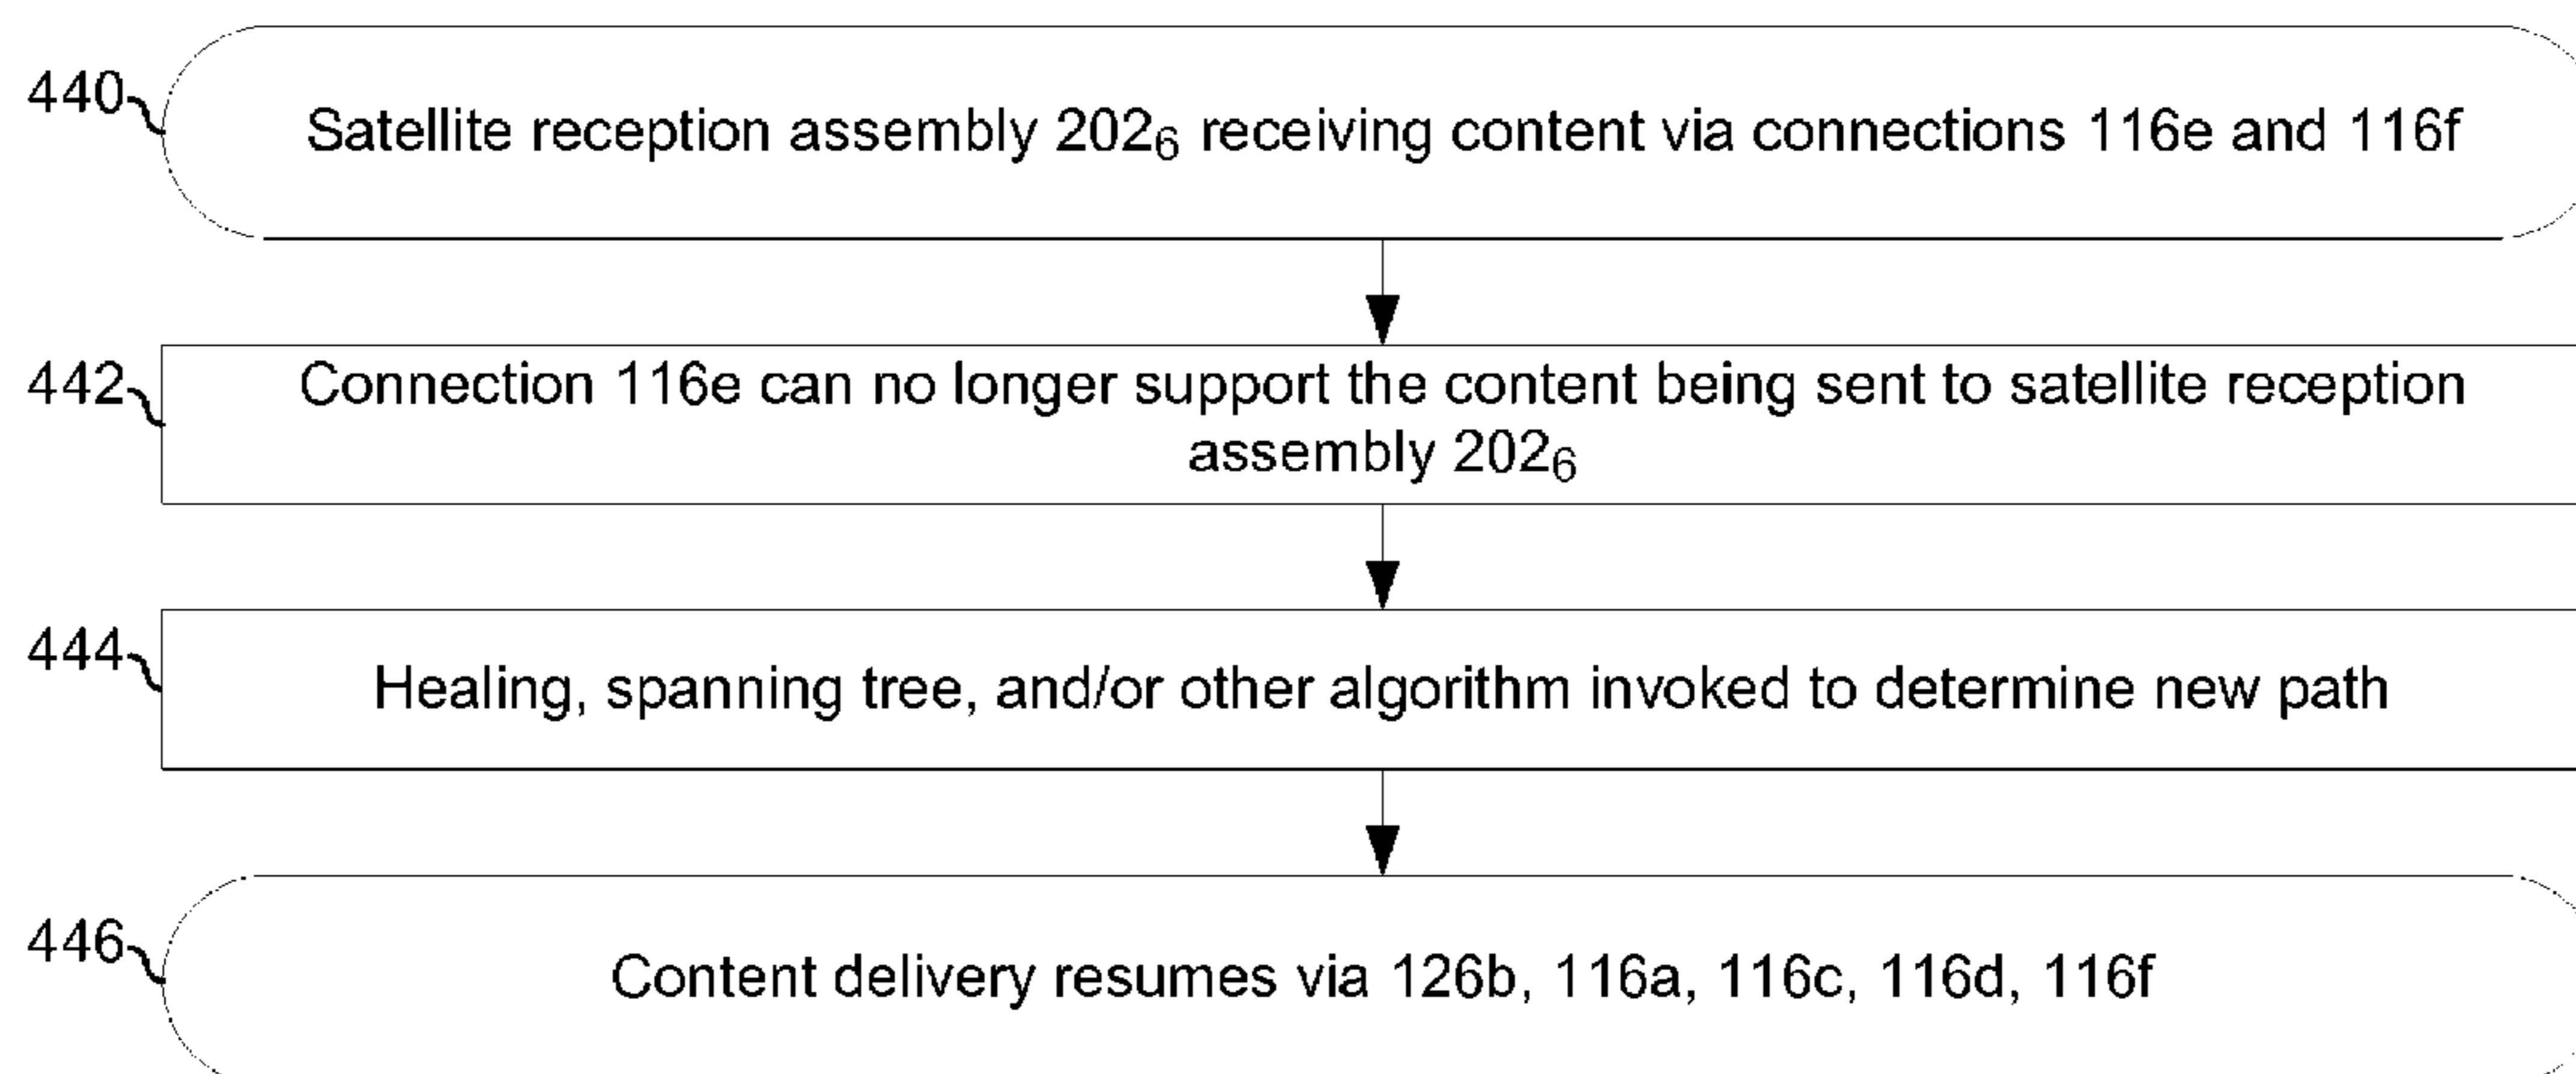 440
Satellite reception assembly 202₆ receiving content via connections 116e and 116f
442
Connection 116e can no longer support the content being sent to satellite reception
assembly 202₆
444
Healing, spanning tree, and/or other algorithm invoked to determine new path
446
Content delivery resumes via 126b, 116a, 116c, 116d, 116f